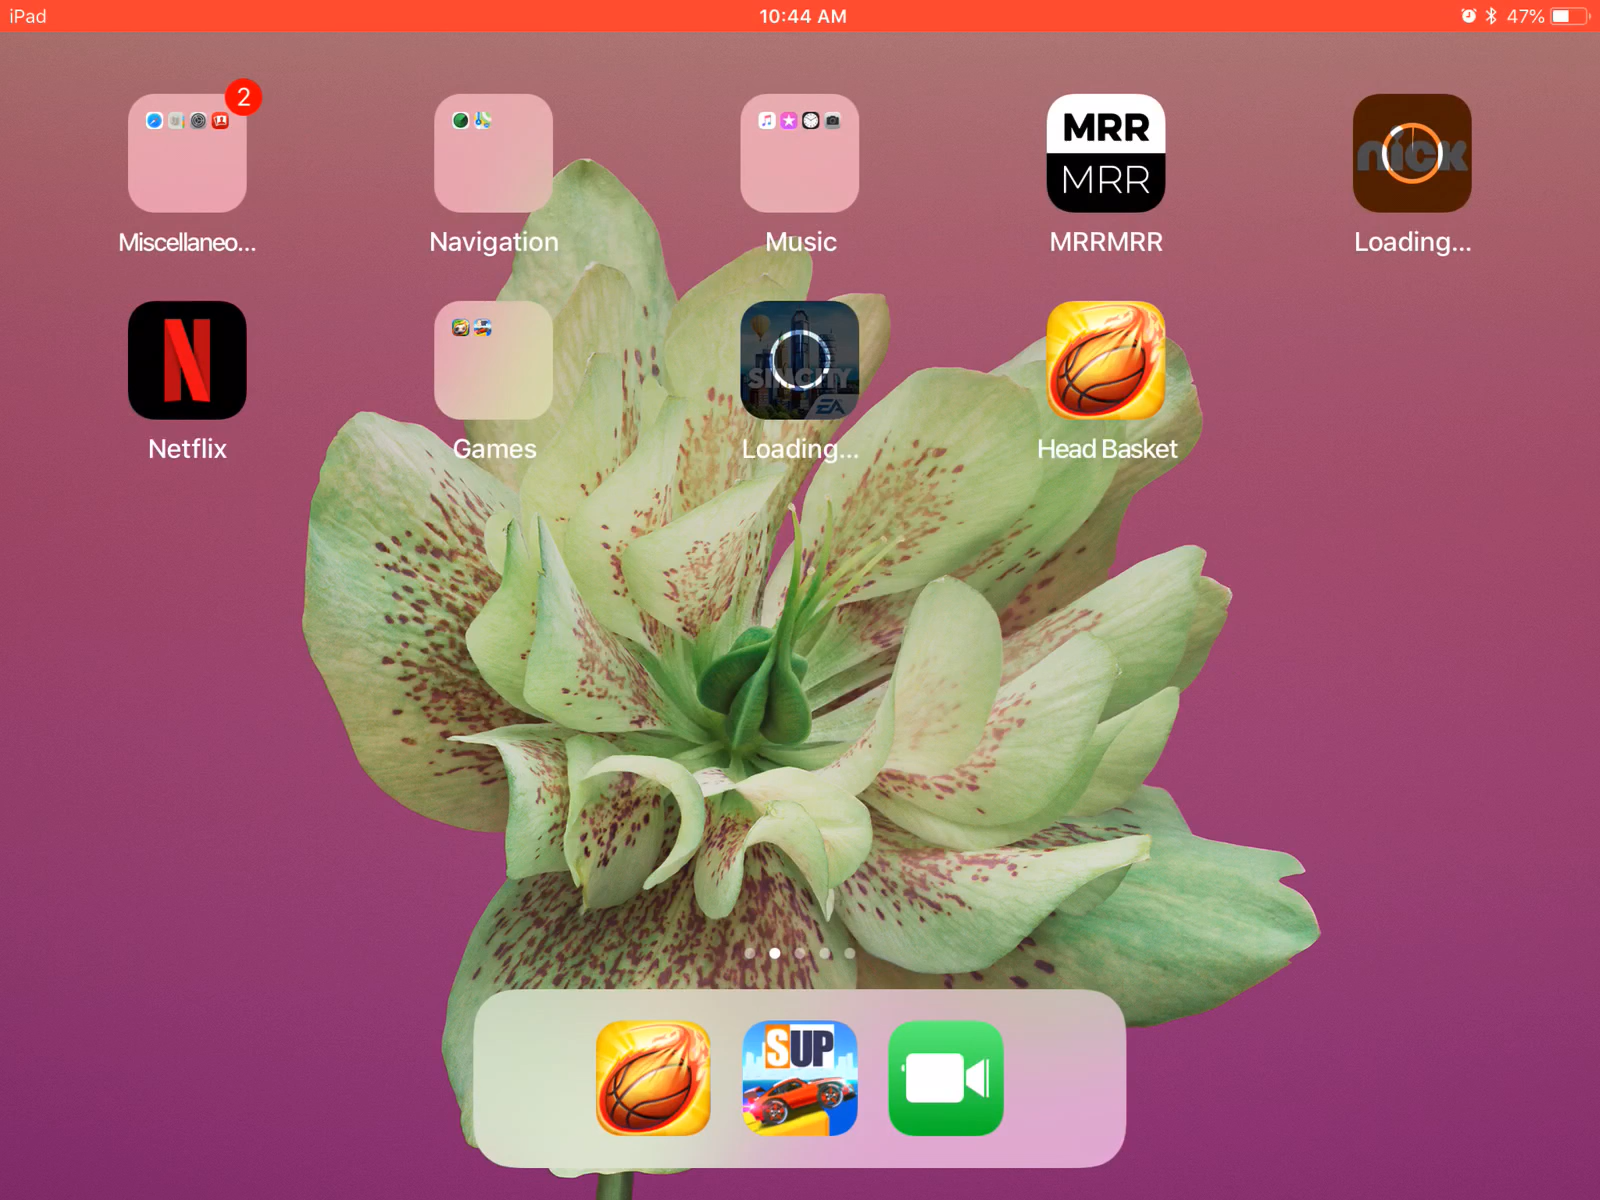 iPad 10:44 AM 47%
2
MRR
MRR
nick
Miscellaneo... Navigation Music MRRMRR Loading...
N
SIMCITY
EA
Netflix Games Loading... Head Basket
SUP